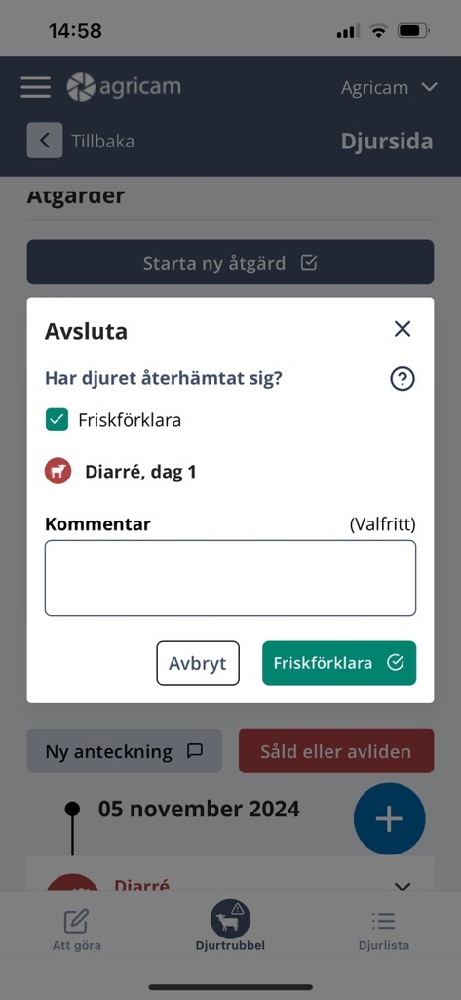 14:58
agricam
Agricam
Tillbaka
Djursida
Åtgärder
Starta ny åtgärd
Avsluta
Har djuret återhämtat sig?
Friskförklara
Diarré, dag 1
Kommentar (Valfritt)
Avbryt
Friskförklara
Ny anteckning
Såld eller avliden
05 november 2024
Diarré
Att göra
Djurtrubbel
Djurlista